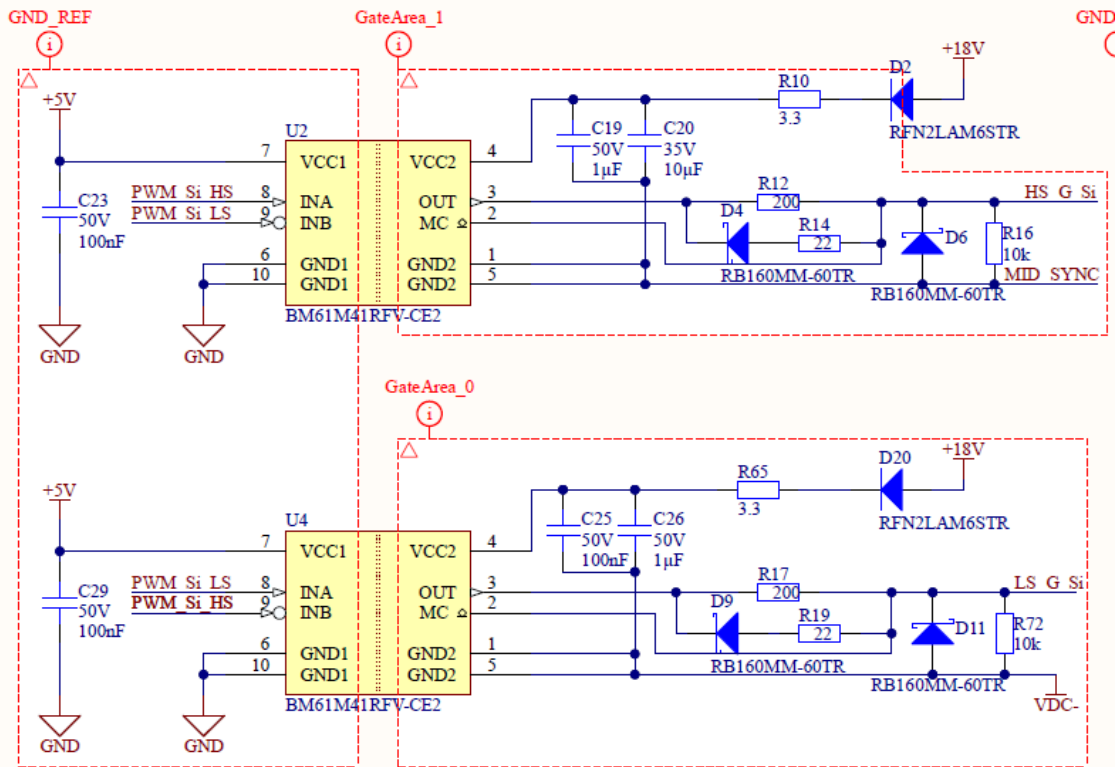 GND_REF
GateArea_1
GND
i
i
+18V
+5V
D2
R10
3.3
RFN2LAM6STR
U2
C19
50V
1µF
C20
35V
10µF
7 VCC1 VCC2 4
C23
50V
100nF
PWM_Si_HS 8 INA OUT 3
PWM_Si_LS 9 INB MC 2
R12
200
HS_G_Si
D4
R14
22
RB160MM-60TR
D6
RB160MM-60TR
R16
10k
6 GND1 GND2 1
10 GND1 GND2 5
MID_SYNC
BM61M41RFV-CE2
GND
GND
GateArea_0
i
+18V
+5V
D20
R65
3.3
RFN2LAM6STR
U4
C25
50V
100nF
C26
50V
1µF
7 VCC1 VCC2 4
C29
50V
100nF
PWM_Si_LS 8 INA OUT 3
PWM_Si_HS 9 INB MC 2
R17
200
LS_G_Si
D9
R19
22
RB160MM-60TR
D11
RB160MM-60TR
R72
10k
6 GND1 GND2 1
10 GND1 GND2 5
VDC-
BM61M41RFV-CE2
GND
GND